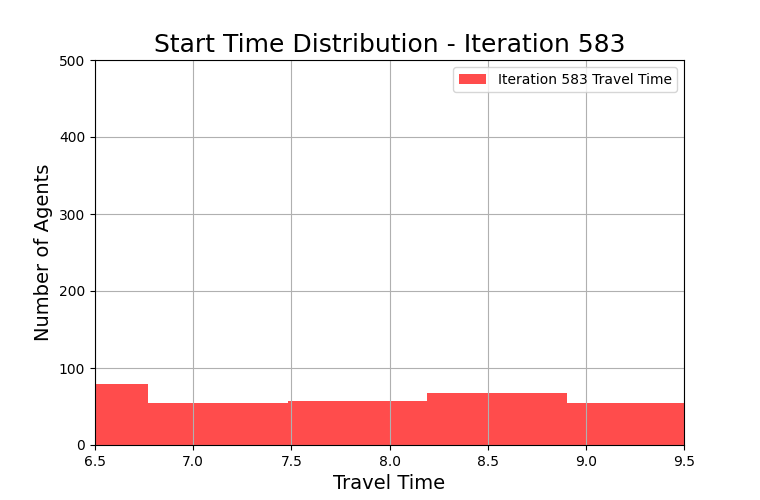 Start Time Distribution - Iteration 583
Iteration 583 Travel Time
Number of Agents
500
400
300
200
100
0
6.5 7.0 7.5 8.0 8.5 9.0 9.5
Travel Time